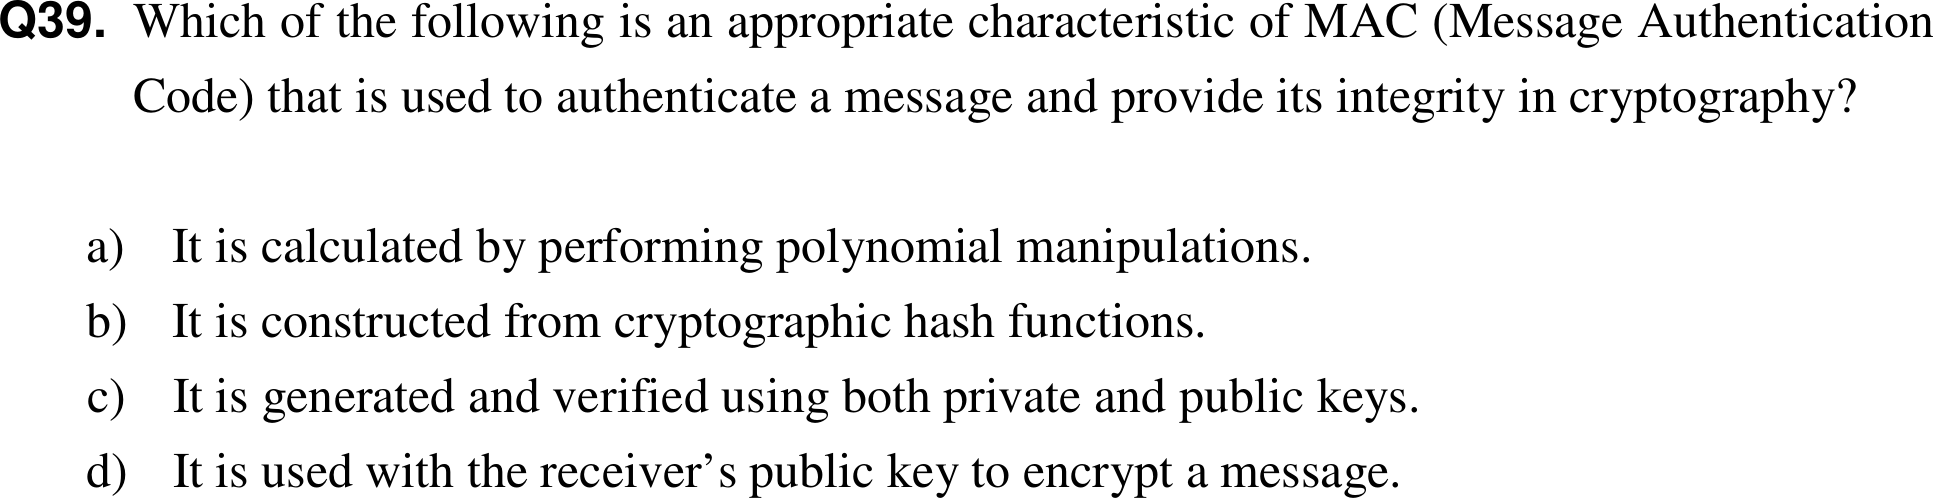 Q39. Which of the following is an appropriate characteristic of MAC (Message Authentication
Code) that is used to authenticate a message and provide its integrity in cryptography?
a) It is calculated by performing polynomial manipulations.
b) It is constructed from cryptographic hash functions.
c) It is generated and verified using both private and public keys.
d) It is used with the receiver’s public key to encrypt a message.